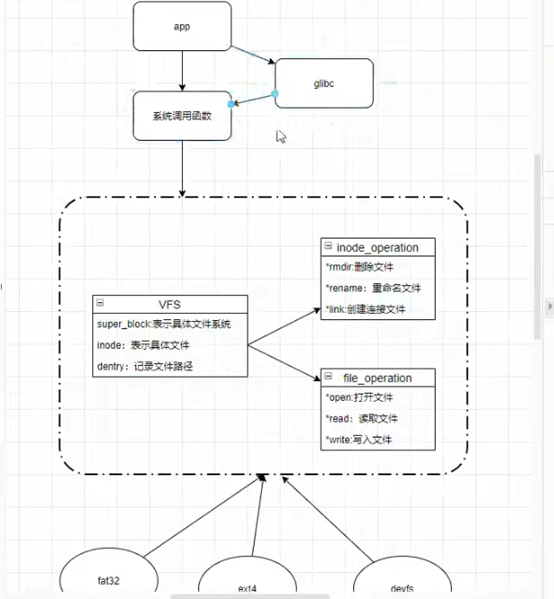 app
glibc
系统调用函数
inode_operation
*rmdir:删除文件
*rename：重命名文件
*link:创建连接文件
VFS
super_block:表示具体文件系统
inode：表示具体文件
dentry：记录文件路径
file_operation
*open:打开文件
*read：读取文件
*write:写入文件
fat32
ext4
devfs